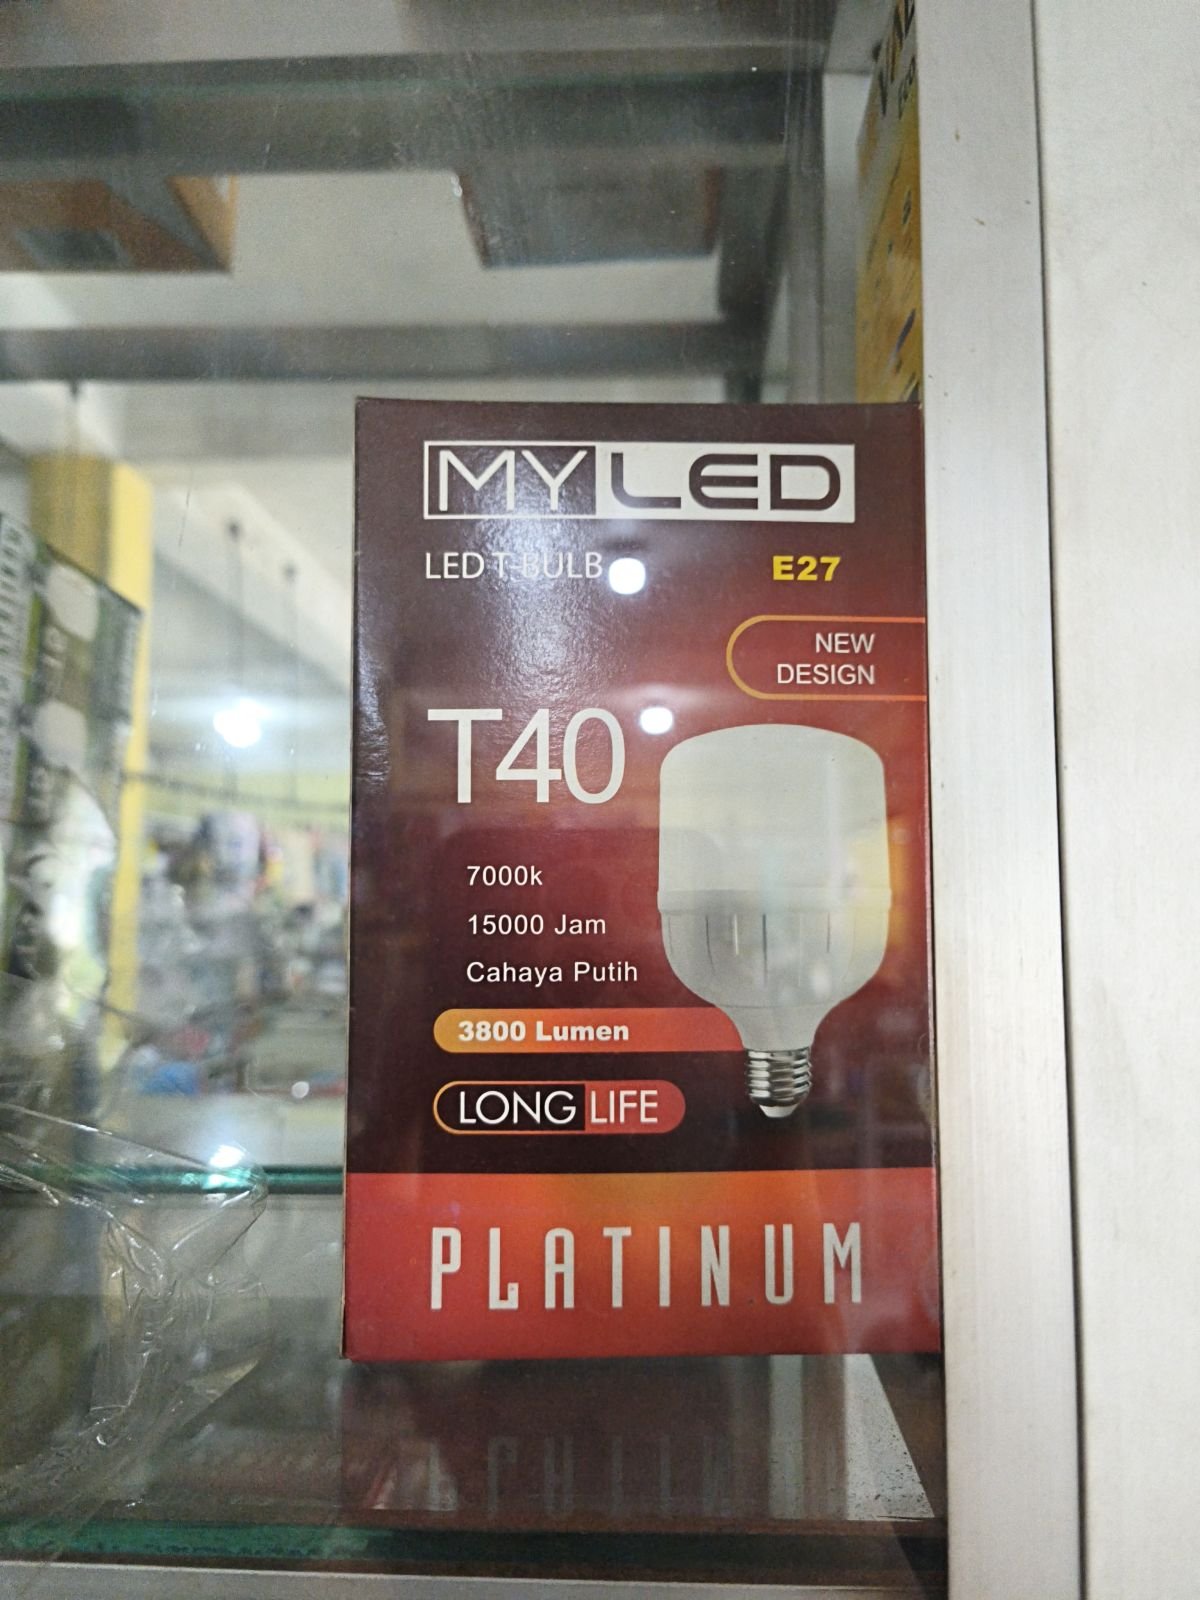 MYLED
LED T-BULB
E27
NEW
DESIGN
T40
7000k
15000 Jam
Cahaya Putih
3800 Lumen
LONG LIFE
PLATINUM